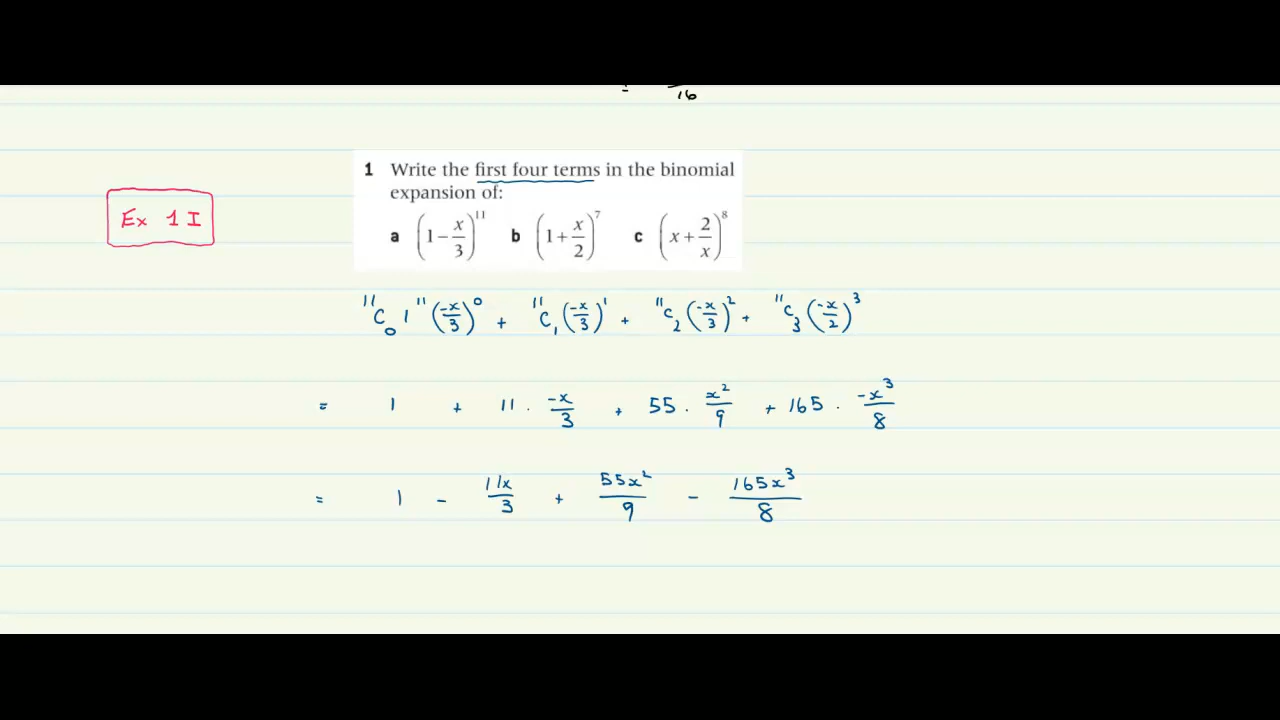 = 16
Ex 1 I
1 Write the first four terms in the binomial
expansion of:
a (1 − x/3)^11 b (1 + x/2)^7 c (x + 2/x)^8
¹¹C₀ 1¹¹ (-x/3)⁰ + ¹¹C₁ (-x/3)¹ + ¹¹C₂ (-x/3)² + ¹¹C₃ (-x/2)³
= 1 + 11 · -x/3 + 55 · x²/9 + 165 · -x³/8
= 1 − 11x/3 + 55x²/9 − 165x³/8